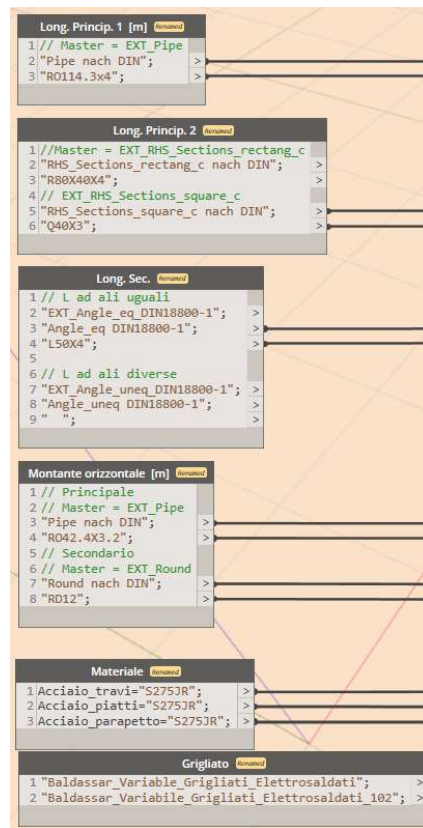 Long. Princip. 1 [m] Renamed
1 // Master = EXT_Pipe
2 "Pipe nach DIN"; >
3 "RO114.3x4"; >
Long. Princip. 2 Renamed
1 //Master = EXT_RHS_Sections_rectang_c
2 "RHS_Sections_rectang_c nach DIN"; >
3 "R80X40X4"; >
4 // EXT_RHS_Sections_square_c
5 "RHS_Sections_square_c nach DIN"; >
6 "Q40X3"; >
Long. Sec. Renamed
1 // L ad ali uguali
2 "EXT_Angle_eq_DIN18800-1"; >
3 "Angle_eq DIN18800-1"; >
4 "L50X4"; >
5
6 // L ad ali diverse
7 "EXT_Angle_uneq_DIN18800-1"; >
8 "Angle_uneq DIN18800-1"; >
9 "  "; >
Montante orizzontale [m] Renamed
1 // Principale
2 // Master = EXT_Pipe
3 "Pipe nach DIN"; >
4 "RO42.4X3.2"; >
5 // Secondario
6 // Master = EXT_Round
7 "Round nach DIN"; >
8 "RD12"; >
Materiale Renamed
1 Acciaio_travi="S275JR"; >
2 Acciaio_piatti="S275JR"; >
3 Acciaio_parapetto="S275JR"; >
Grigliato Renamed
1 "Baldassar_Variable_Grigliati_Elettrosaldati"; >
2 "Baldassar_Variabile_Grigliati_Elettrosaldati_102"; >